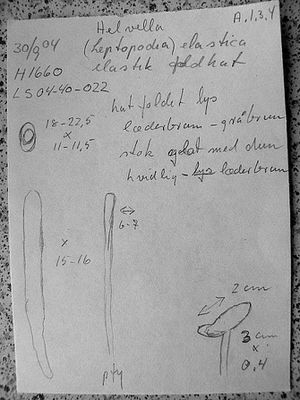 A.1.3.4
Helvella
30/9 04 (Leptopodia) elastica
H1660 elastik foldhat
LS04-40-022
hat foldet lys
læderbrun - gråbrun
stok glat med dun
hvidlig - lys læderbrun
18-22,5
x
11-11,5
x
15-16
6-7
2 cm
3 cm
x
0,4